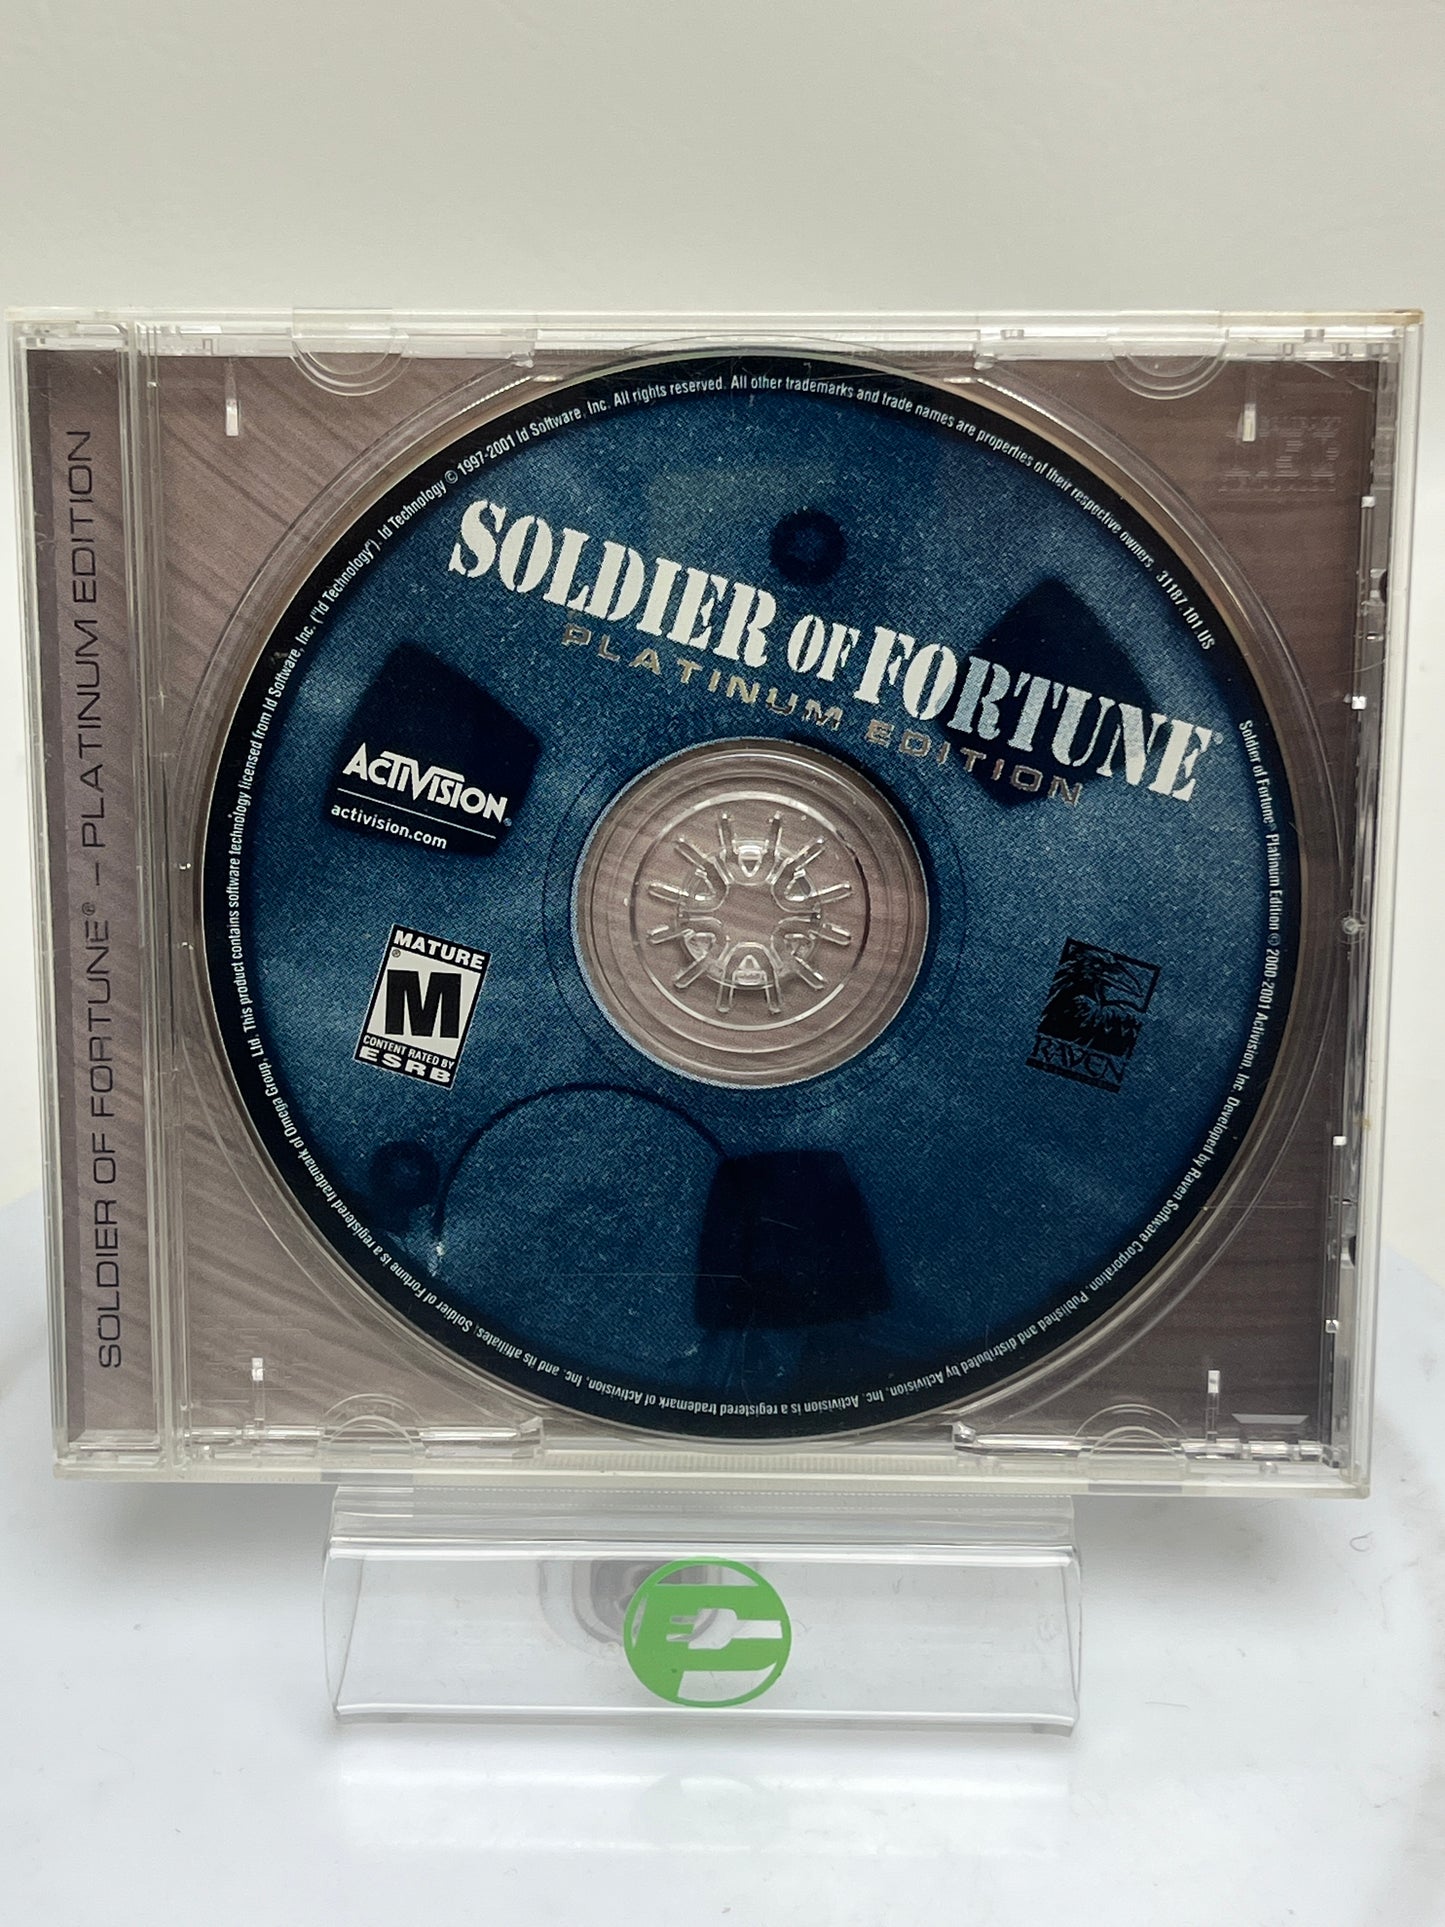 SOLDIER OF FORTUNE® – PLATINUM EDITION
SOLDIER OF FORTUNE®
PLATINUM EDITION
ACTIVISION®
activision.com
MATURE
M®
CONTENT RATED BY
ESRB
RAVEN
Soldier of Fortune® Platinum Edition © 2000-2001 Activision, Inc. Developed by Raven Software Corporation. Published and distributed by Activision, Inc. Activision is a registered trademark of Activision, Inc. and its affiliates; Soldier of Fortune is a registered trademark of Omega Group, Ltd. This product contains software technology licensed from Id Software, Inc. ("Id Technology"). Id Technology © 1997-2001 Id Software, Inc. All rights reserved. All other trademarks and trade names are properties of their respective owners. 31187.101 US